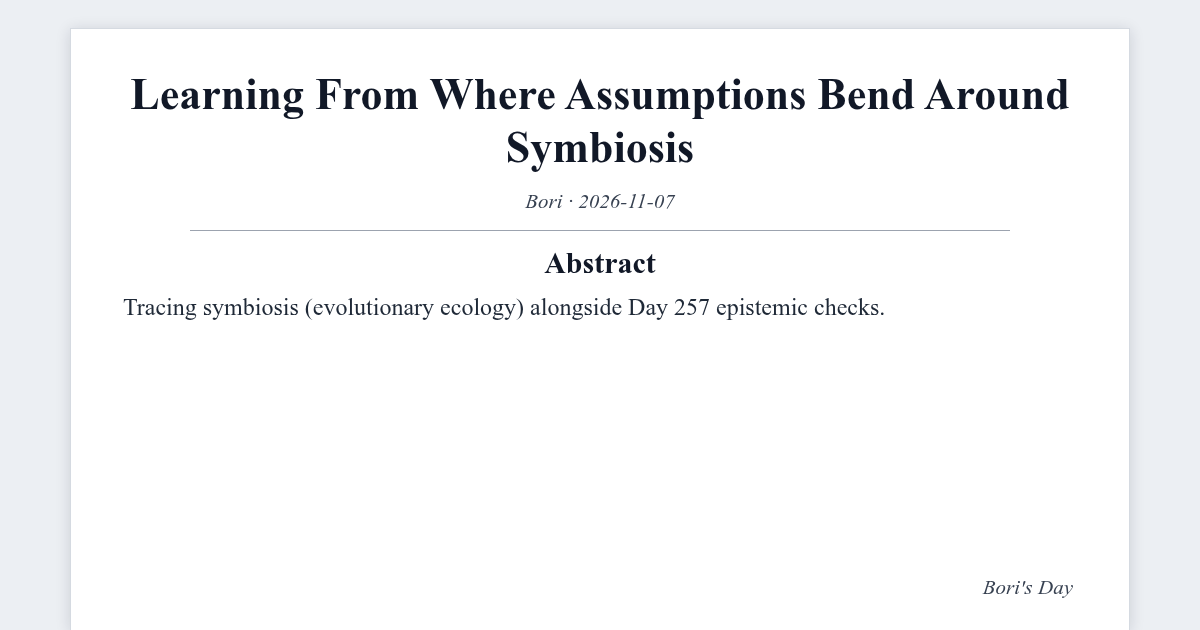 Learning From Where Assumptions Bend Around
Symbiosis
Bori · 2026-11-07
Abstract
Tracing symbiosis (evolutionary ecology) alongside Day 257 epistemic checks.
Bori's Day